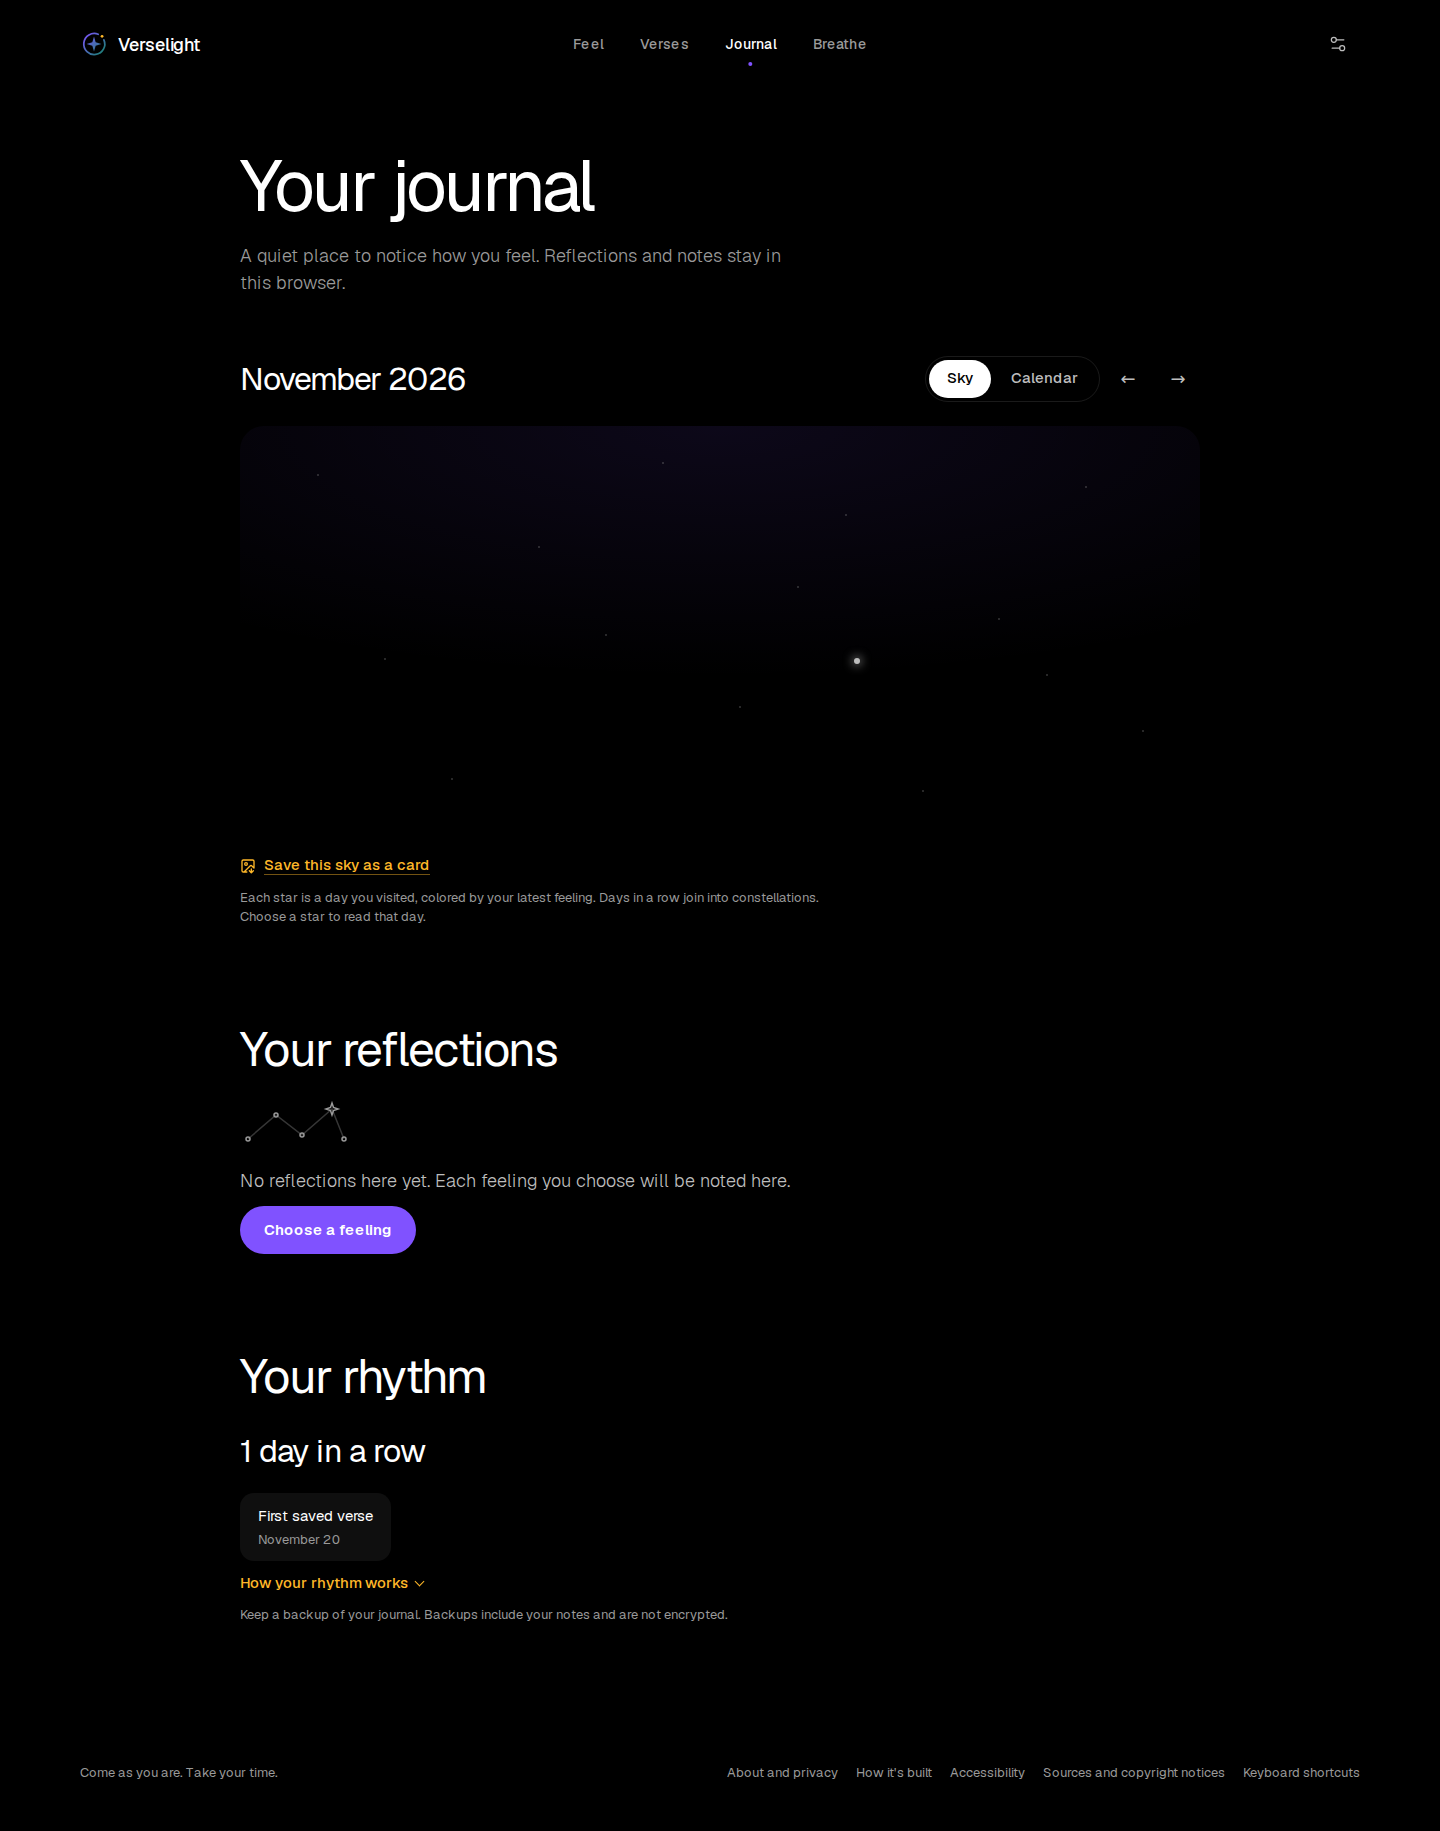 Verselight
Feel
Verses
Journal
Breathe
Your journal
A quiet place to notice how you feel. Reflections and notes stay in
this browser.
November 2026
Sky
Calendar
←
→
Save this sky as a card
Each star is a day you visited, colored by your latest feeling. Days in a row join into constellations.
Choose a star to read that day.
Your reflections
No reflections here yet. Each feeling you choose will be noted here.
Choose a feeling
Your rhythm
1 day in a row
First saved verse
November 20
How your rhythm works
Keep a backup of your journal. Backups include your notes and are not encrypted.
Come as you are. Take your time.
About and privacy
How it's built
Accessibility
Sources and copyright notices
Keyboard shortcuts